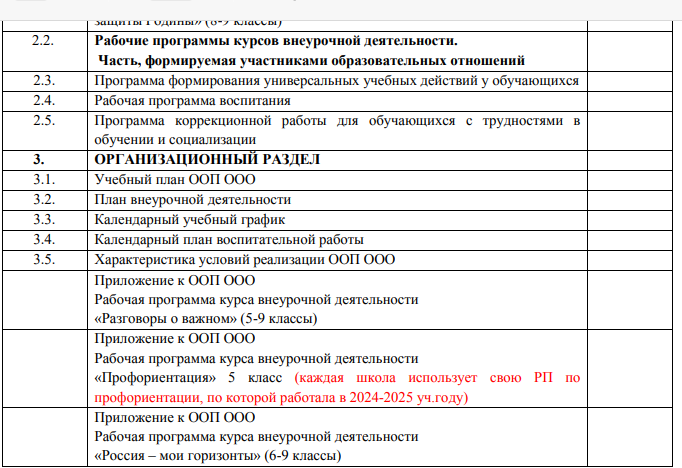 защиты Родины» (8-9 классы)
2.2. Рабочие программы курсов внеурочной деятельности.
Часть, формируемая участниками образовательных отношений
2.3. Программа формирования универсальных учебных действий у обучающихся
2.4. Рабочая программа воспитания
2.5. Программа коррекционной работы для обучающихся с трудностями в
обучении и социализации
3. ОРГАНИЗАЦИОННЫЙ РАЗДЕЛ
3.1. Учебный план ООП ООО
3.2. План внеурочной деятельности
3.3. Календарный учебный график
3.4. Календарный план воспитательной работы
3.5. Характеристика условий реализации ООП ООО
Приложение к ООП ООО
Рабочая программа курса внеурочной деятельности
«Разговоры о важном» (5-9 классы)
Приложение к ООП ООО
Рабочая программа курса внеурочной деятельности
«Профориентация» 5 класс (каждая школа использует свою РП по
профориентации, по которой работала в 2024-2025 уч.году)
Приложение к ООП ООО
Рабочая программа курса внеурочной деятельности
«Россия – мои горизонты» (6-9 классы)